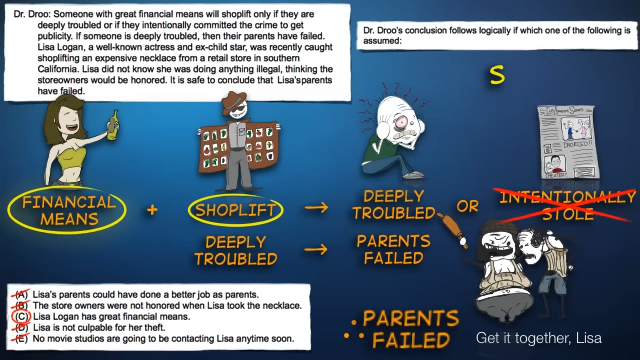 Dr. Droo: Someone with great financial means will shoplift only if they are
deeply troubled or if they intentionally committed the crime to get
publicity. If someone is deeply troubled, then their parents have failed.
Lisa Logan, a well-known actress and ex-child star, was recently caught
shoplifting an expensive necklace from a retail store in southern
California. Lisa did not know she was doing anything illegal, thinking the
storeowners would be honored. It is safe to conclude that Lisa'sparents
have failed.
Dr. Droo's conclusion follows logically if which one of the following is
assumed:
S
FINANCIAL
MEANS
+
SHOPLIFT
→
DEEPLY
TROUBLED
OR
INTENTIONALLY
STOLE
DEEPLY
TROUBLED
→
PARENTS
FAILED
(A) Lisa's parents could have done a better job as parents.
(B) The store owners were not honored when Lisa took the necklace.
(C) Lisa Logan has great financial means.
(D) Lisa is not culpable for her theft.
(E) No movie studios are going to be contacting Lisa anytime soon.
∴ PARENTS
FAILED
Get it together, Lisa